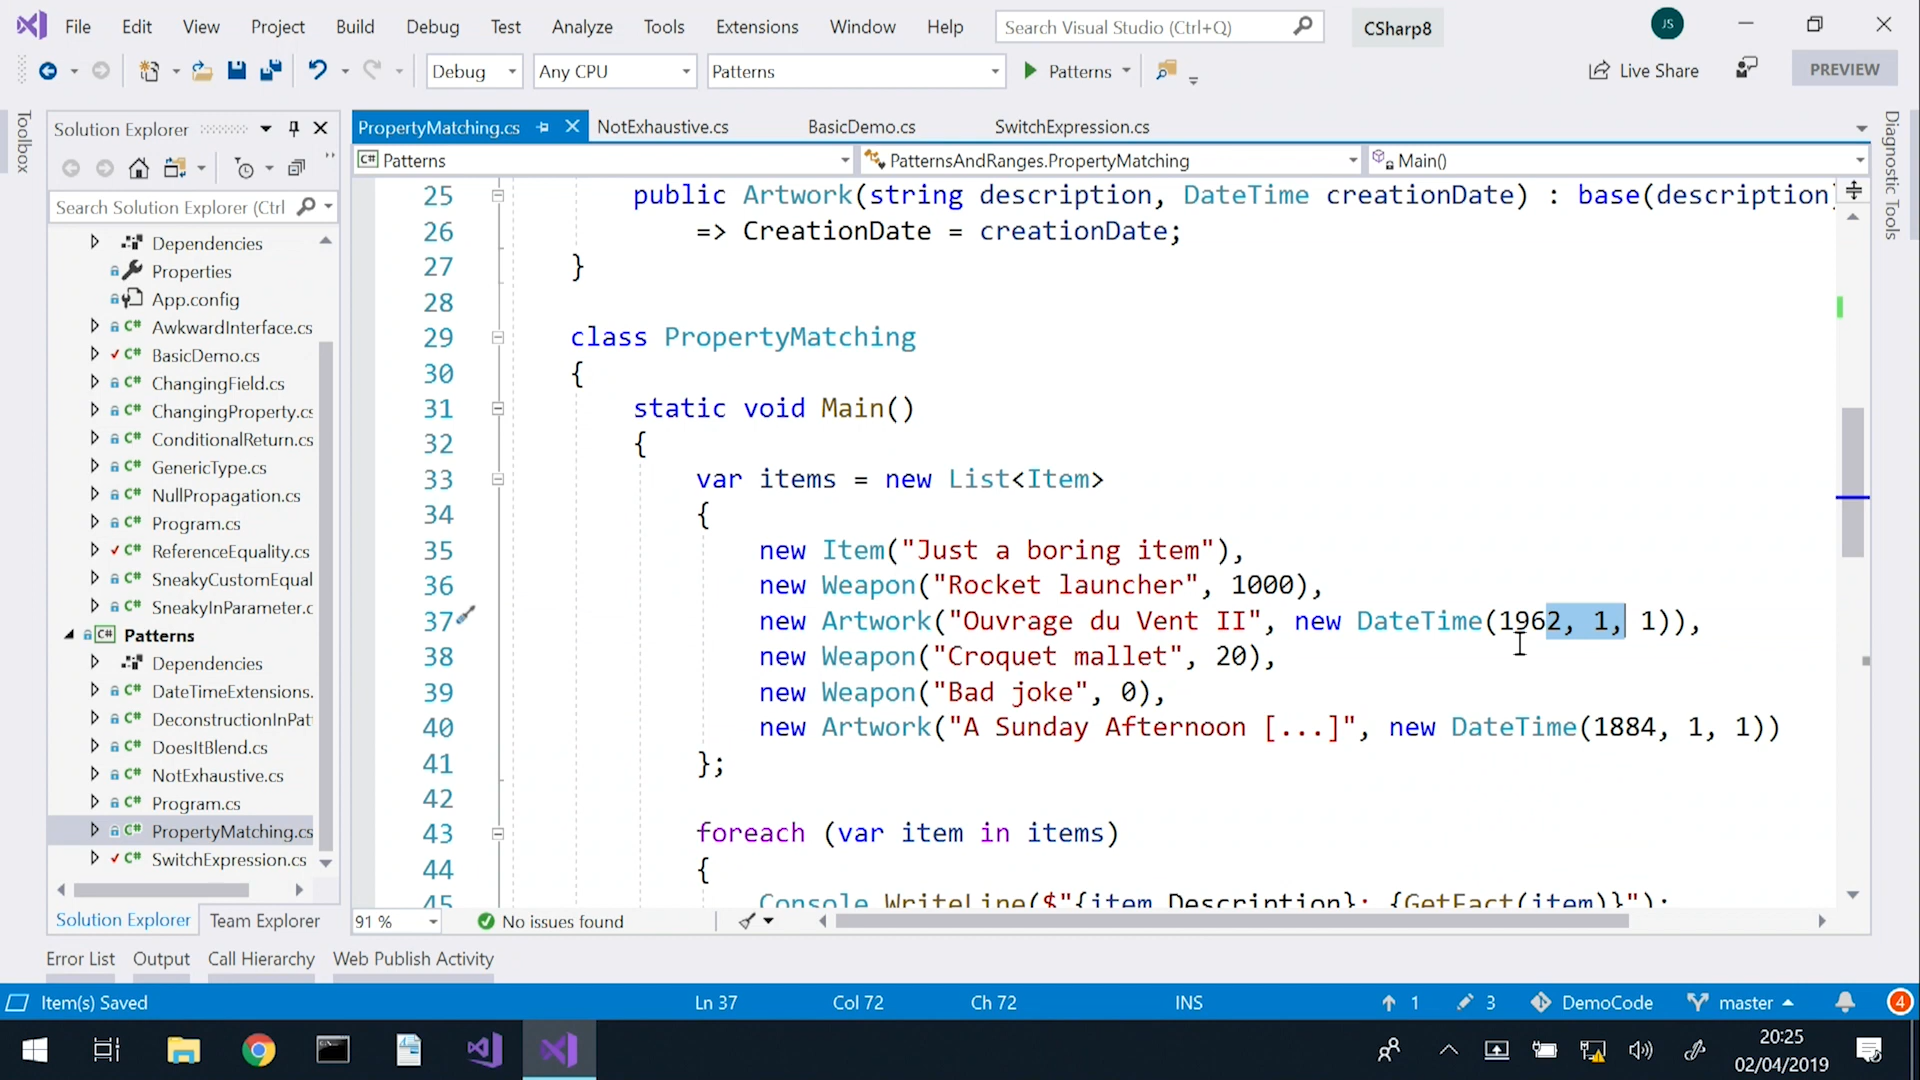 File Edit View Project Build Debug Test Analyze Tools Extensions Window Help Search Visual Studio (Ctrl+Q) CSharp8 JS
Debug Any CPU Patterns Patterns Live Share PREVIEW
Toolbox
Solution Explorer
Search Solution Explorer (Ctrl
Dependencies
Properties
App.config
C# AwkwardInterface.cs
C# BasicDemo.cs
C# ChangingField.cs
C# ChangingProperty.cs
C# ConditionalReturn.cs
C# GenericType.cs
C# NullPropagation.cs
C# Program.cs
C# ReferenceEquality.cs
C# SneakyCustomEqual
C# SneakyInParameter.c
C# Patterns
Dependencies
C# DateTimeExtensions.
C# DeconstructionInPat
C# DoesItBlend.cs
C# NotExhaustive.cs
C# Program.cs
C# PropertyMatching.cs
C# SwitchExpression.cs
Solution Explorer Team Explorer
PropertyMatching.cs NotExhaustive.cs BasicDemo.cs SwitchExpression.cs
C# Patterns PatternsAndRanges.PropertyMatching Main()
25 public Artwork(string description, DateTime creationDate) : base(description)
26 => CreationDate = creationDate;
27 }
28
29 class PropertyMatching
30 {
31 static void Main()
32 {
33 var items = new List<Item>
34 {
35 new Item("Just a boring item"),
36 new Weapon("Rocket launcher", 1000),
37 new Artwork("Ouvrage du Vent II", new DateTime(1962, 1, 1)),
38 new Weapon("Croquet mallet", 20),
39 new Weapon("Bad joke", 0),
40 new Artwork("A Sunday Afternoon [...]", new DateTime(1884, 1, 1))
41 };
42
43 foreach (var item in items)
44 {
45 Console.WriteLine($"{item.Description}: {GetFact(item)}");
91 % No issues found
Diagnostic Tools
Error List Output Call Hierarchy Web Publish Activity
Item(s) Saved Ln 37 Col 72 Ch 72 INS 1 3 DemoCode master 4
20:25
02/04/2019